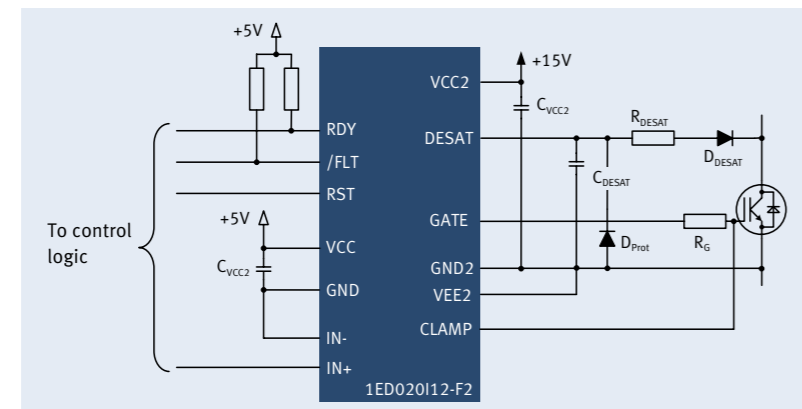 +5V
RDY
/FLT
RST
+5V
VCC
C_VCC2
GND
IN-
IN+
To control
logic
VCC2
DESAT
GATE
GND2
VEE2
CLAMP
1ED020I12-F2
+15V
C_VCC2
R_DESAT
D_DESAT
C_DESAT
D_Prot
R_G